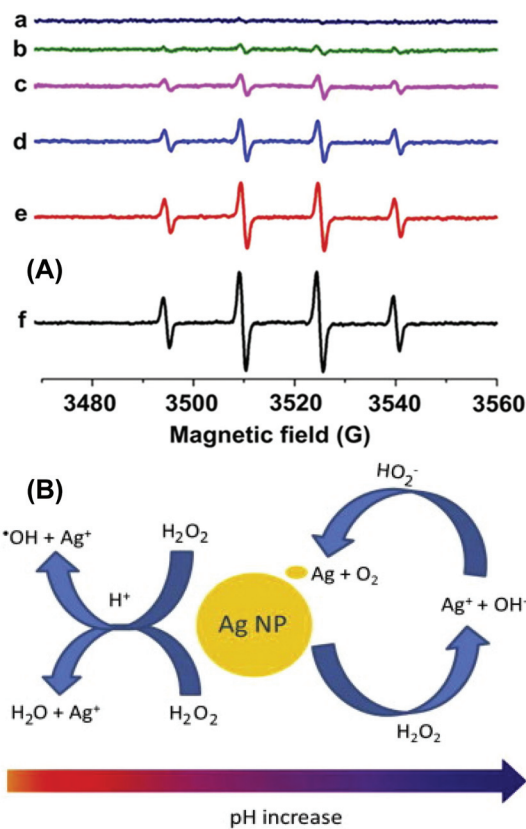 a
b
c
d
e
(A)
f
3480 3500 3520 3540 3560
Magnetic field (G)
(B)
HO₂⁻
•OH + Ag⁺ H₂O₂
Ag + O₂
H⁺
Ag NP
Ag⁺ + OH⁻
H₂O + Ag⁺ H₂O₂
H₂O₂
pH increase